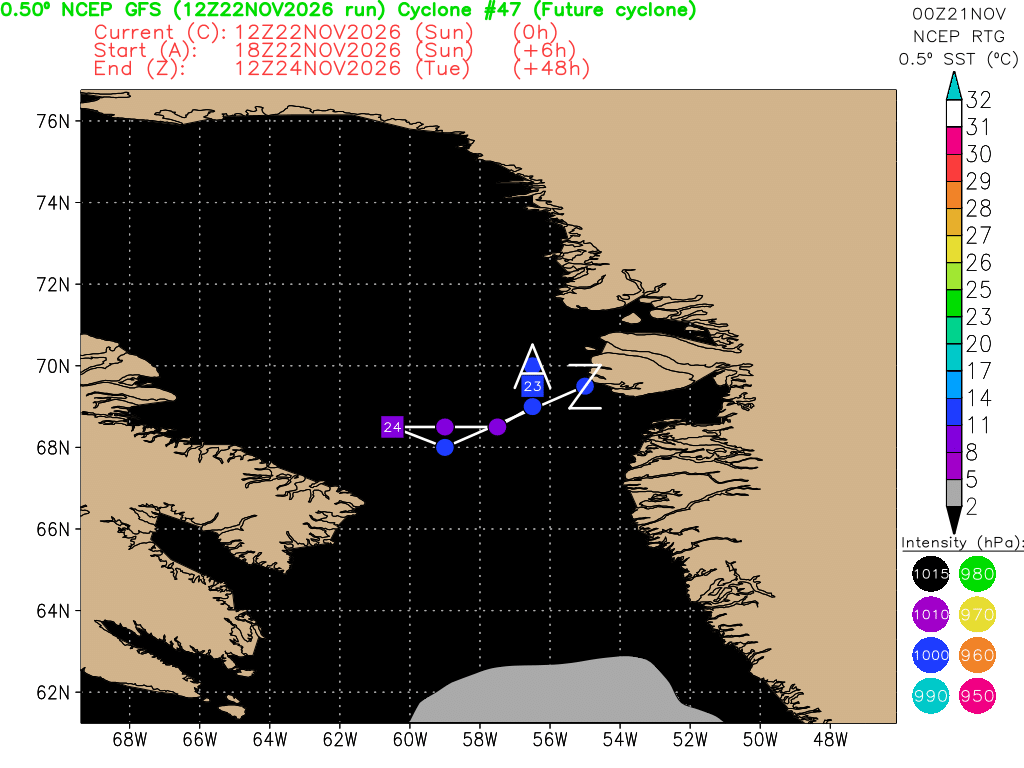 0.50° NCEP GFS (12Z22NOV2026 run) Cyclone #47 (Future cyclone)
Current (C): 12Z22NOV2026 (Sun) (0h)
Start (A): 18Z22NOV2026 (Sun) (+6h)
End (Z): 12Z24NOV2026 (Tue) (+48h)
00Z21NOV
NCEP RTG
0.5° SST (°C)
32
31
30
29
28
27
26
25
23
20
17
14
11
8
5
2
76N
74N
72N
70N
68N
66N
64N
62N
A
23
Z
24
68W 66W 64W 62W 60W 58W 56W 54W 52W 50W 48W
Intensity (hPa):
1015 980
1010 970
1000 960
990 950